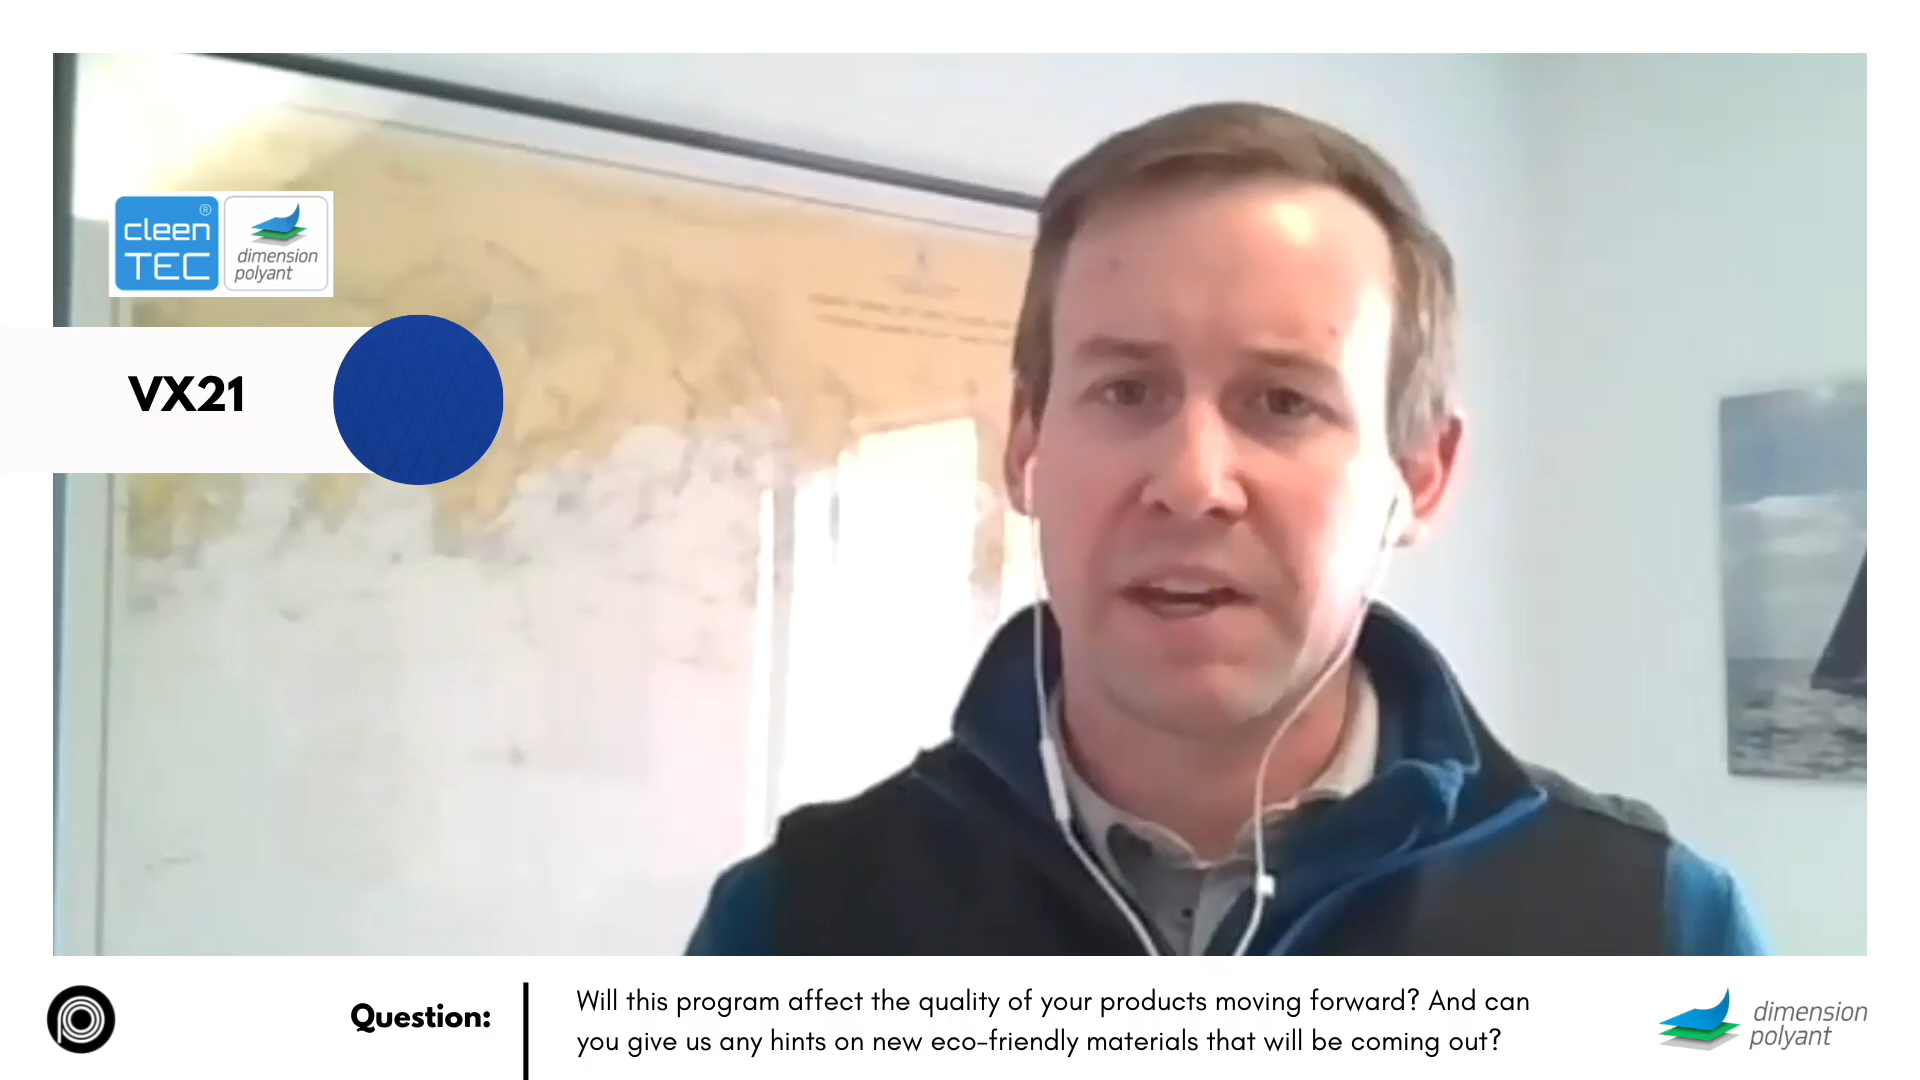 cleen®
TEC
dimension
polyant
VX21
Question:
Will this program affect the quality of your products moving forward? And can
you give us any hints on new eco-friendly materials that will be coming out?
dimension
polyant